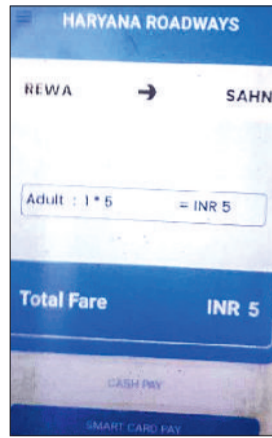 HARYANA ROADWAYS
REWA → SAHN
Adult : 1 * 5 = INR 5
Total Fare INR 5
CASH PAY
SMART CARD PAY